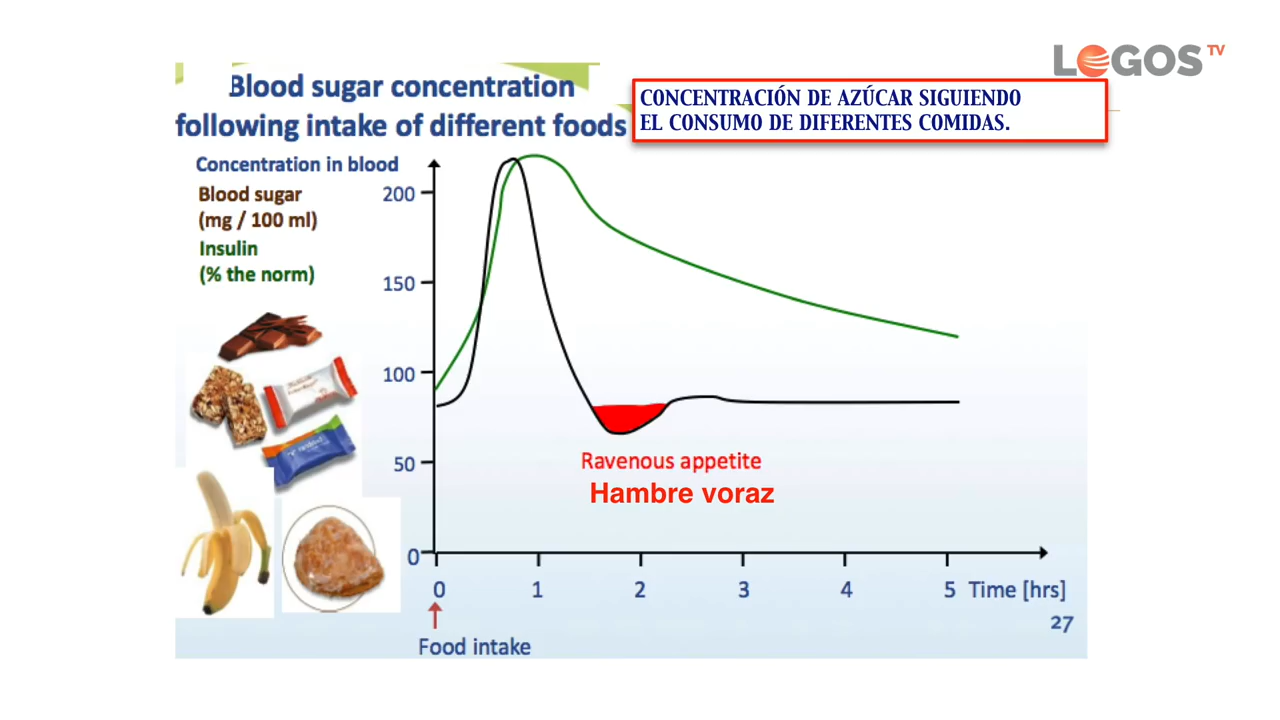 LOGOS TV
Blood sugar concentration
following intake of different foods
CONCENTRACIÓN DE AZÚCAR SIGUIENDO
EL CONSUMO DE DIFERENTES COMIDAS.
Concentration in blood
Blood sugar
(mg / 100 ml)
Insulin
(% the norm)
200
150
100
50
0
Ravenous appetite
Hambre voraz
0 1 2 3 4 5 Time [hrs]
27
Food intake